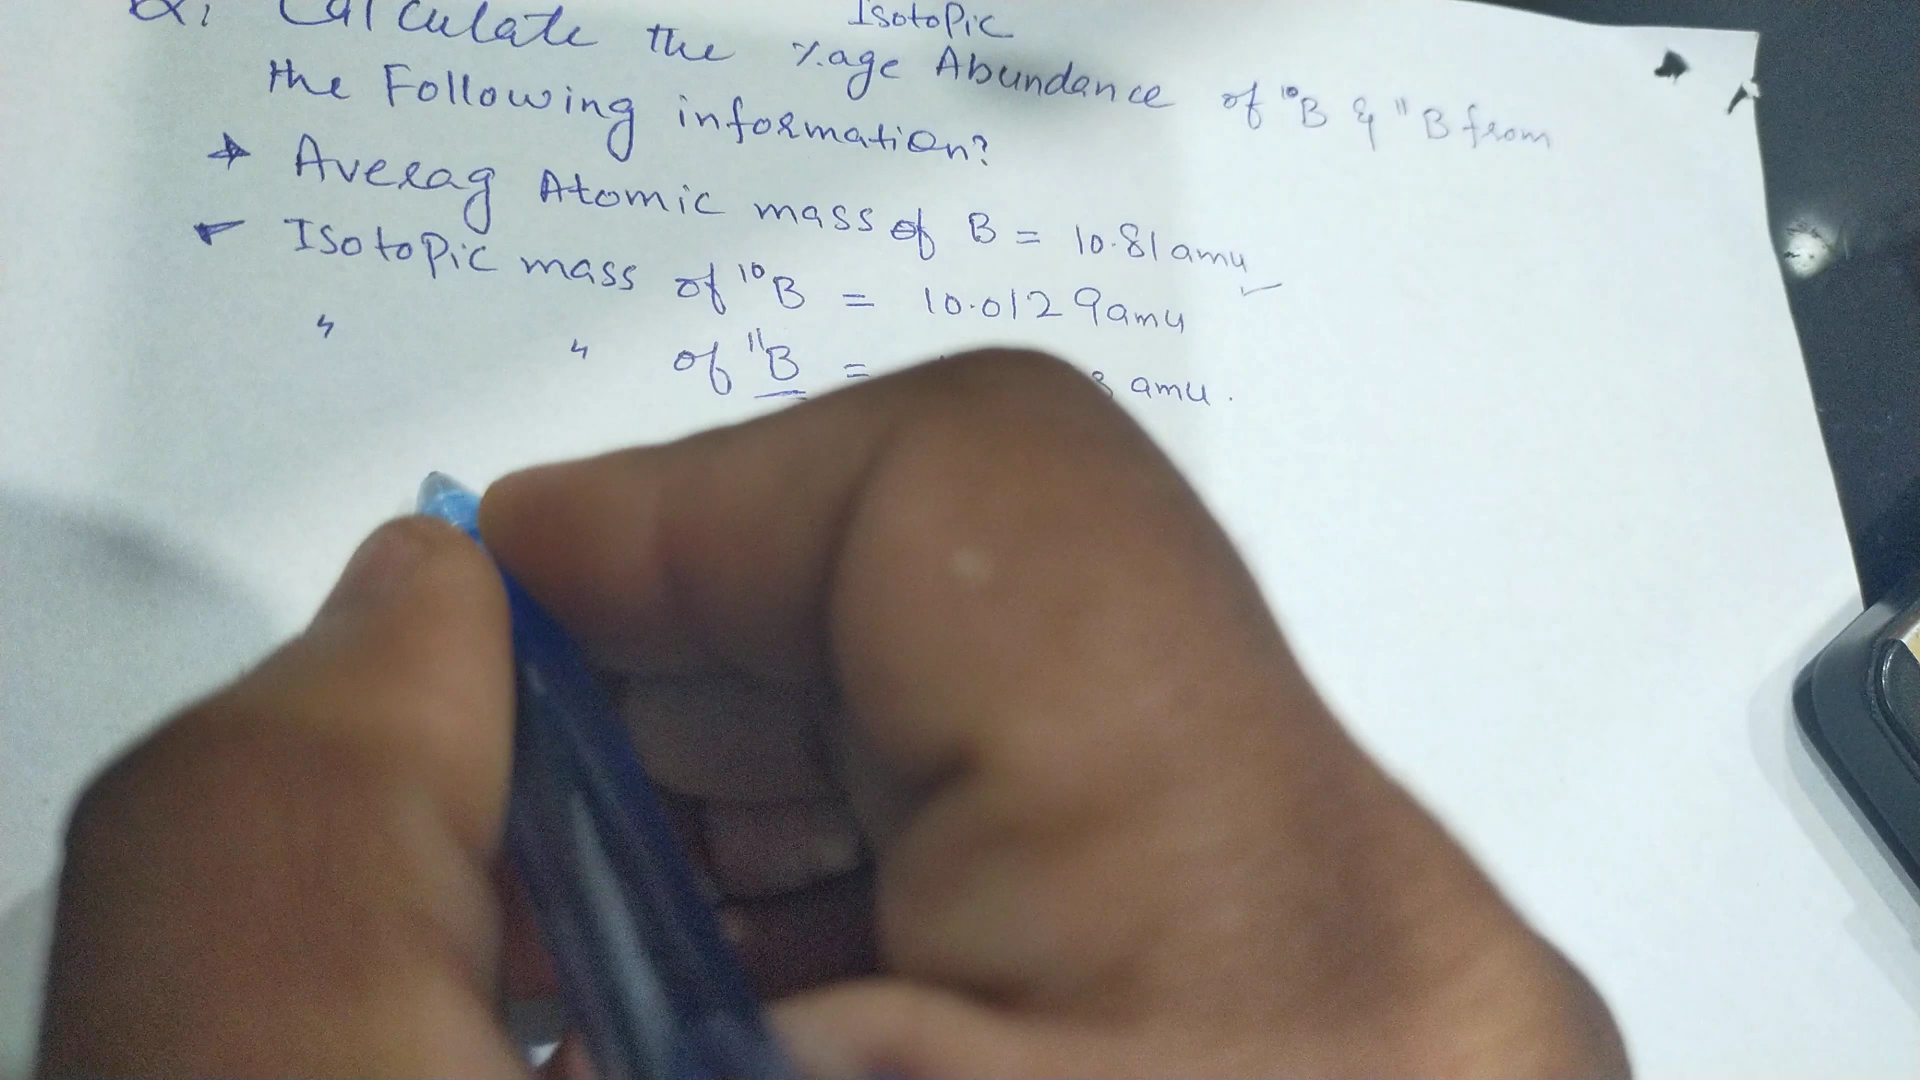 Q: Calculate the %age Isotopic Abundance of ¹⁰B & ¹¹B from
the Following information?
Averag Atomic mass of B = 10.81 amu
Isotopic mass of ¹⁰B = 10.0129 amu
" " of ¹¹B = amu.